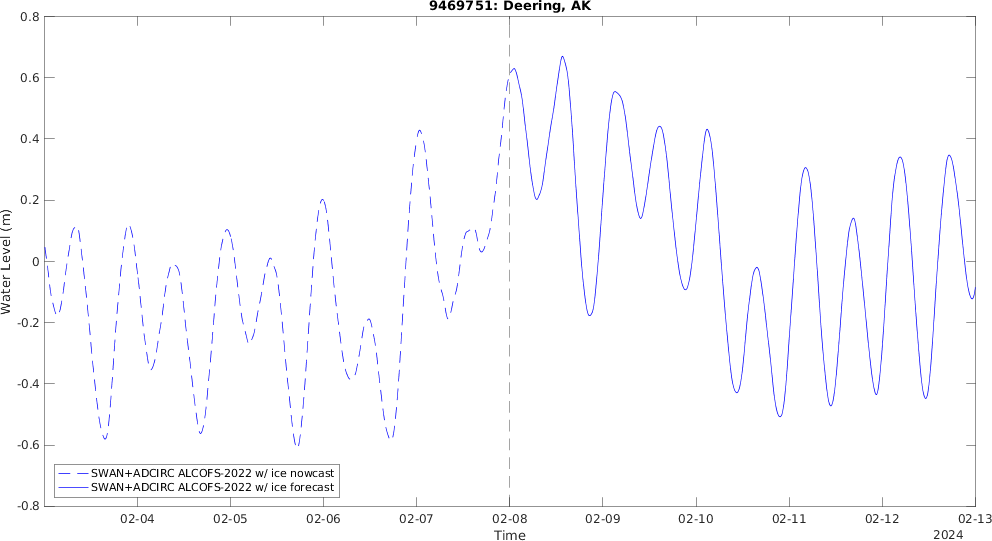 9469751: Deering, AK
0.8
0.6
0.4
0.2
0
-0.2
-0.4
-0.6
-0.8
Water Level (m)
SWAN+ADCIRC ALCOFS-2022 w/ ice nowcast
SWAN+ADCIRC ALCOFS-2022 w/ ice forecast
02-04 02-05 02-06 02-07 02-08 02-09 02-10 02-11 02-12 02-13
Time
2024